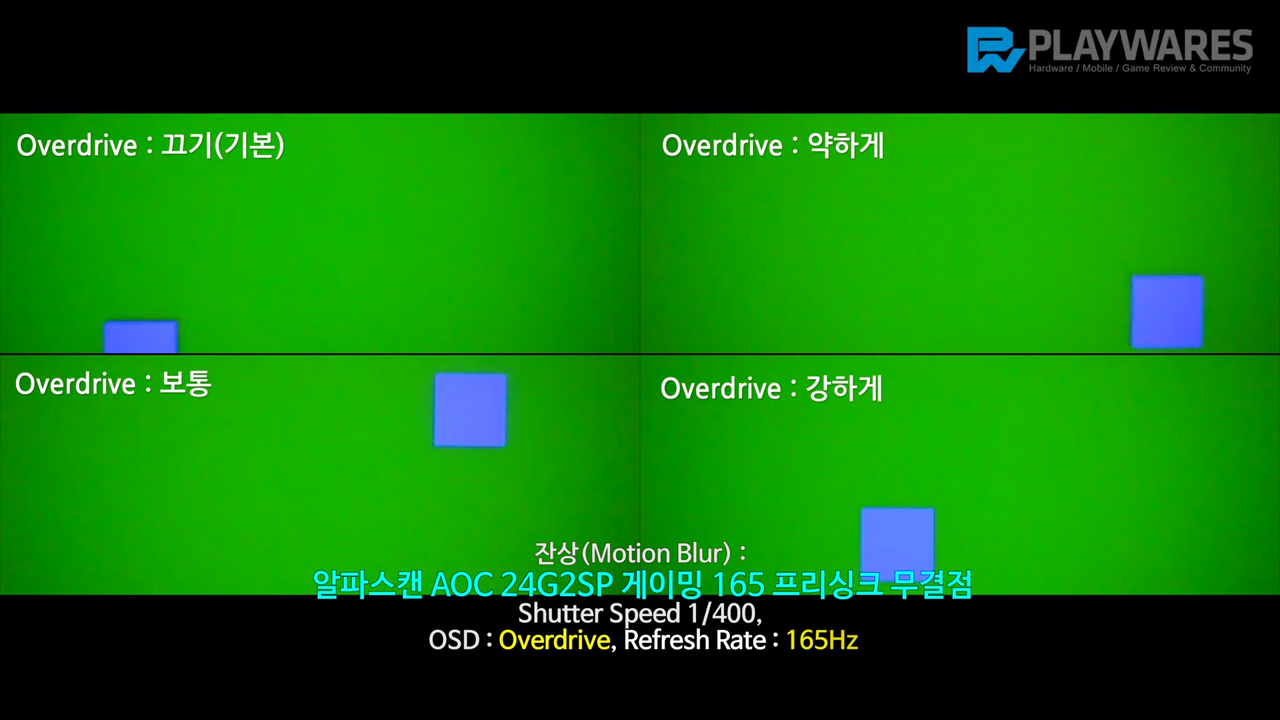 PLAYWARES
Hardware / Mobile / Game Review & Community
Overdrive : 끄기(기본)
Overdrive : 약하게
Overdrive : 보통
Overdrive : 강하게
잔상(Motion Blur) :
알파스캔 AOC 24G2SP 게이밍 165 프리싱크 무결점
Shutter Speed 1/400,
OSD : Overdrive, Refresh Rate : 165Hz